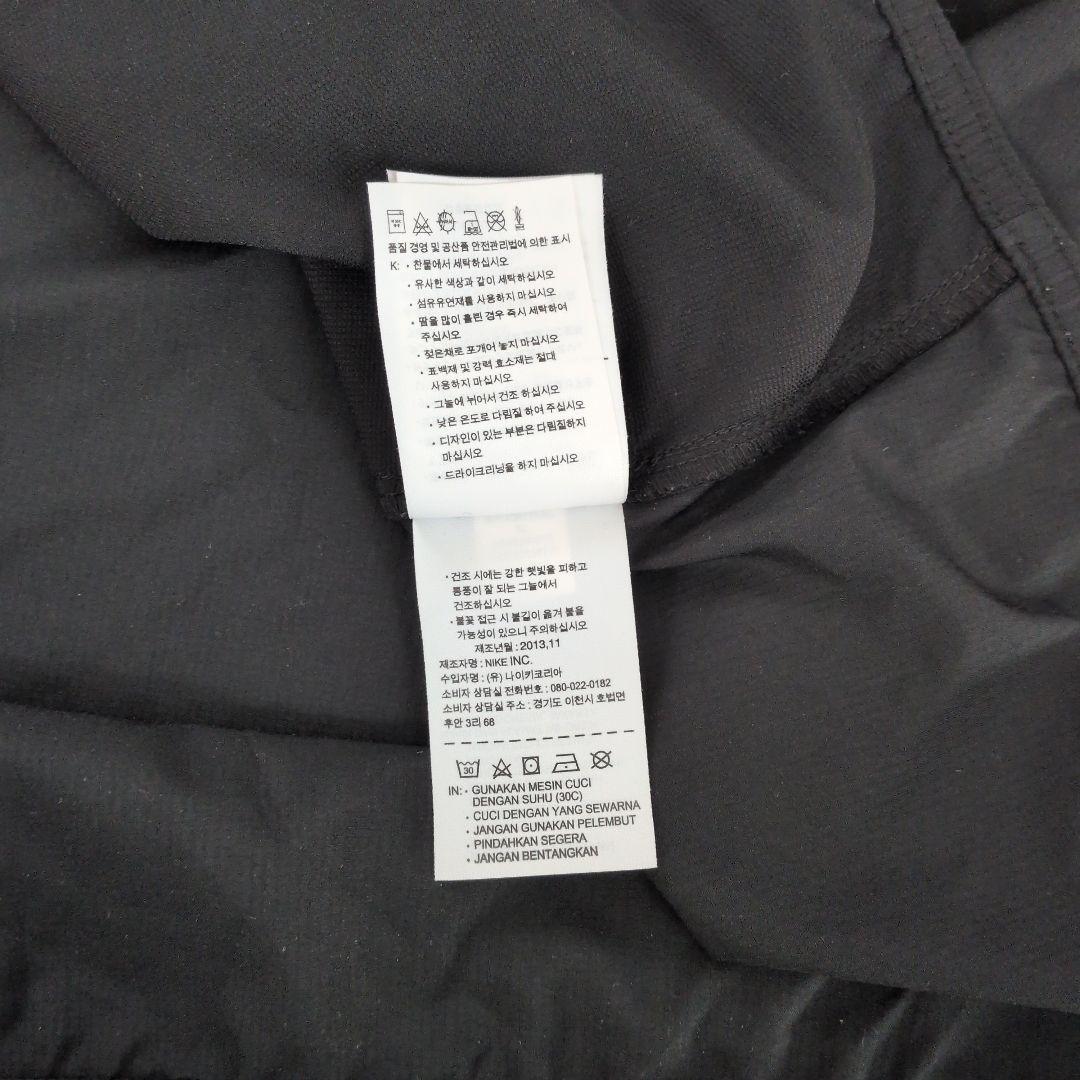 품질 경영 및 공산품 안전관리법에 의한 표시
K: • 찬물에서 세탁하십시오
• 유사한 색상과 같이 세탁하십시오
• 섬유유연제를 사용하지 마십시오
• 땀을 많이 흘린 경우 즉시 세탁하여
주십시오
• 젖은채로 포개어 놓지 마십시오
• 표백제 및 강력 효소제는 절대
사용하지 마십시오
• 그늘에 뉘어서 건조 하십시오
• 낮은 온도로 다림질 하여 주십시오
• 디자인이 있는 부분은 다림질하지
마십시오
• 드라이크리닝을 하지 마십시오
• 건조 시에는 강한 햇빛을 피하고
통풍이 잘 되는 그늘에서
건조하십시오
• 불꽃 접근 시 불길이 옮겨 붙을
가능성이 있으니 주의하십시오
제조년월 : 2013,11
제조자명 : NIKE INC.
수입자명 : (유) 나이키코리아
소비자 상담실 전화번호 : 080-022-0182
소비자 상담실 주소 : 경기도 이천시 호법면
후안 3리 68
30
IN: • GUNAKAN MESIN CUCI
DENGAN SUHU (30C)
• CUCI DENGAN YANG SEWARNA
• JANGAN GUNAKAN PELEMBUT
• PINDAHKAN SEGERA
• JANGAN BENTANGKAN